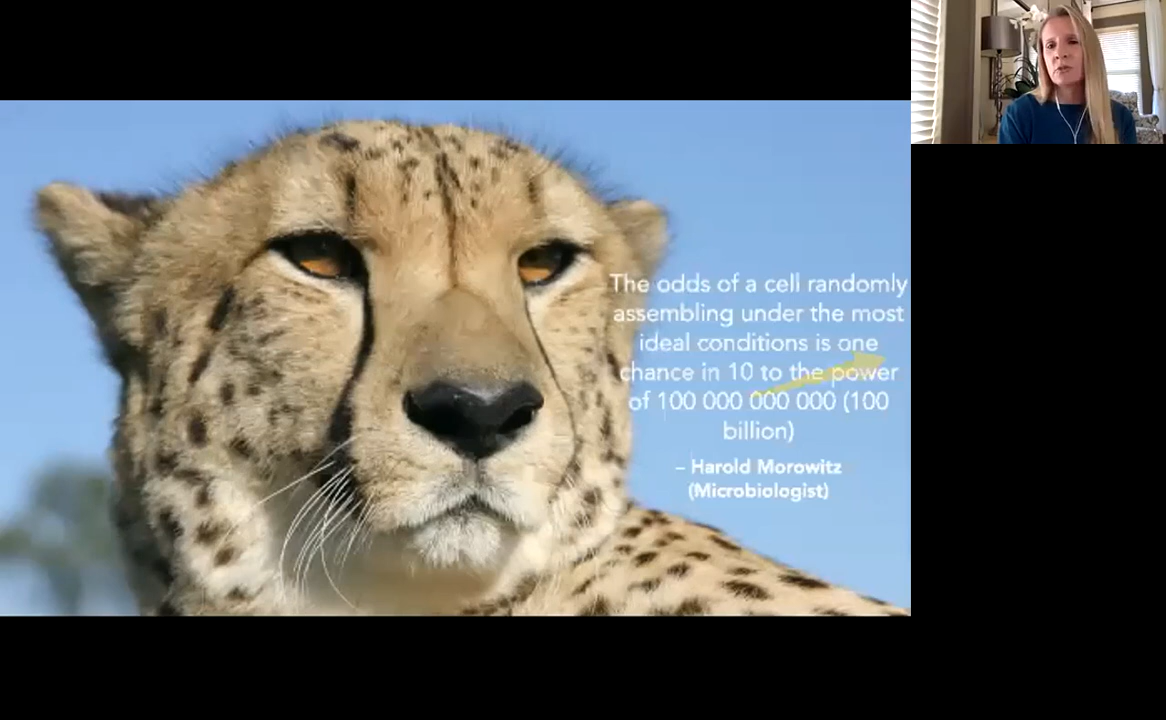 The odds of a cell randomly
assembling under the most
ideal conditions is one
chance in 10 to the power
of 100 000 000 000 (100
billion)
– Harold Morowitz
(Microbiologist)